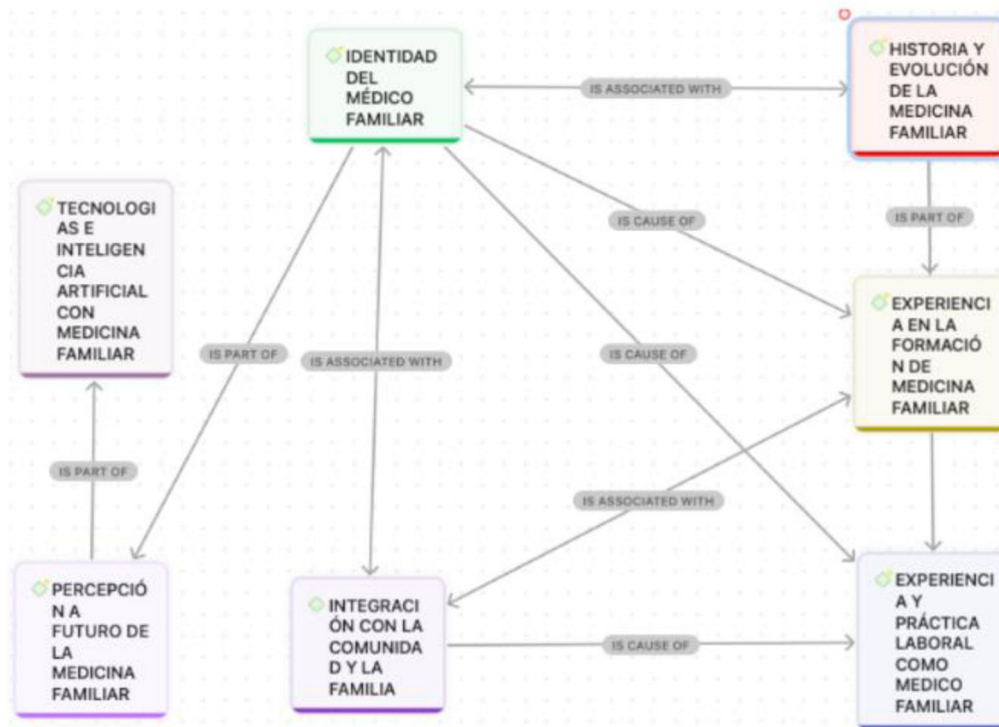 IDENTIDAD
DEL
MÉDICO
FAMILIAR
IS ASSOCIATED WITH
HISTORIA Y
EVOLUCIÓN
DE LA
MEDICINA
FAMILIAR
TECNOLOGI
AS E
INTELIGEN
CIA
ARTIFICIAL
CON
MEDICINA
FAMILIAR
IS CAUSE OF
IS PART OF
EXPERIENCI
A EN LA
FORMACIÓ
N DE
MEDICINA
FAMILIAR
IS PART OF
IS ASSOCIATED WITH
IS CAUSE OF
IS PART OF
IS ASSOCIATED WITH
PERCEPCIÓ
N A
FUTURO DE
LA
MEDICINA
FAMILIAR
INTEGRACI
ÓN CON LA
COMUNIDA
D Y LA
FAMILIA
IS CAUSE OF
EXPERIENCI
A Y
PRÁCTICA
LABORAL
COMO
MEDICO
FAMILIAR